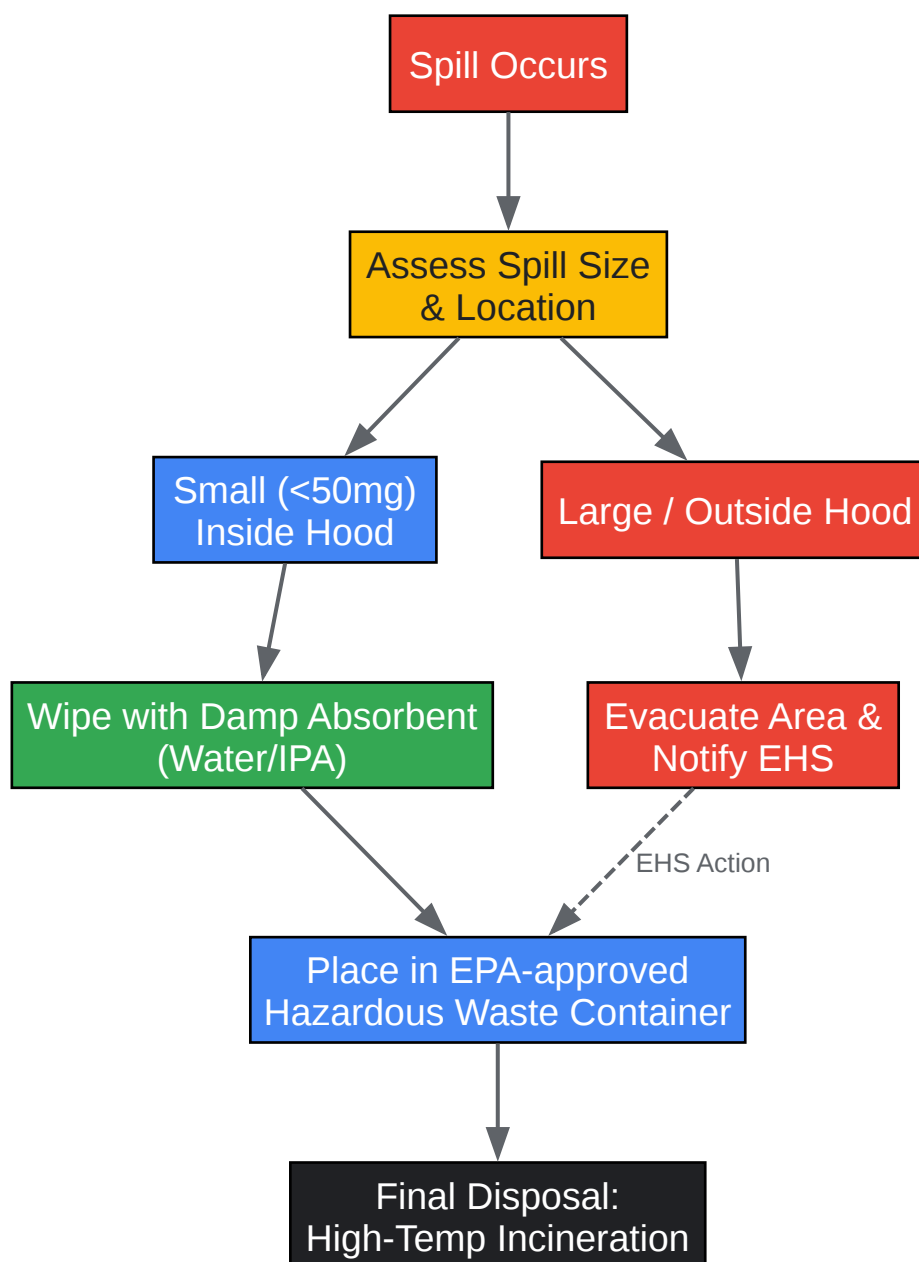 Spill Occurs
Assess Spill Size
& Location
Small (<50mg)
Inside Hood
Large / Outside Hood
Wipe with Damp Absorbent
(Water/IPA)
Evacuate Area &
Notify EHS
EHS Action
Place in EPA-approved
Hazardous Waste Container
Final Disposal:
High-Temp Incineration